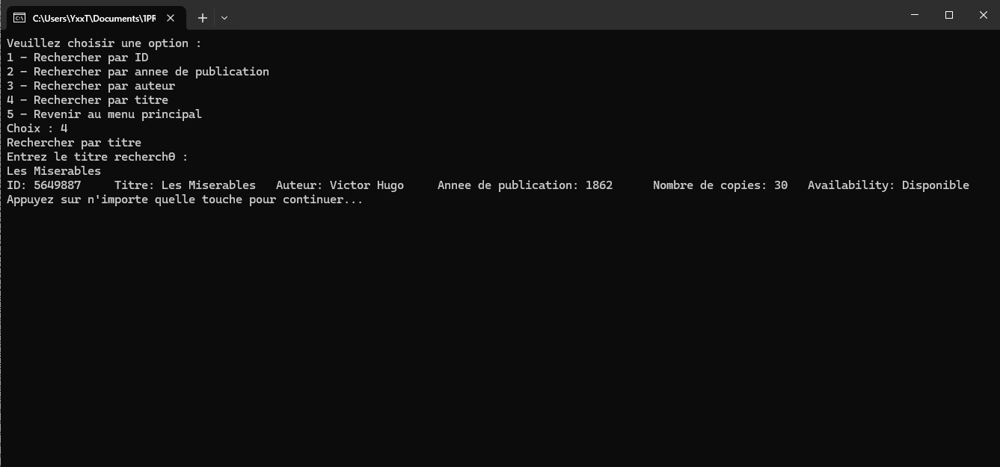 C:\Users\YxxT\Documents\1PR
Veuillez choisir une option :
1 - Rechercher par ID
2 - Rechercher par annee de publication
3 - Rechercher par auteur
4 - Rechercher par titre
5 - Revenir au menu principal
Choix : 4
Rechercher par titre
Entrez le titre recherchΘ :
Les Miserables
ID: 5649887 Titre: Les Miserables Auteur: Victor Hugo Annee de publication: 1862 Nombre de copies: 30 Availability: Disponible
Appuyez sur n'importe quelle touche pour continuer...